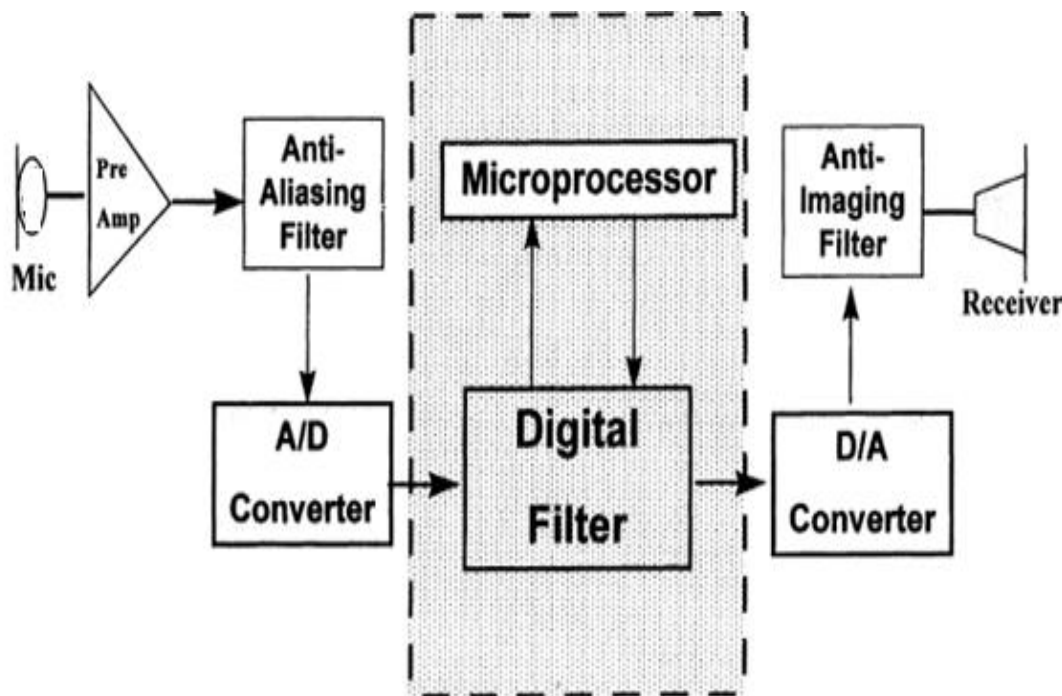 Mic
Pre
Amp
Anti-
Aliasing
Filter
A/D
Converter
Microprocessor
Digital
Filter
D/A
Converter
Anti-
Imaging
Filter
Receiver